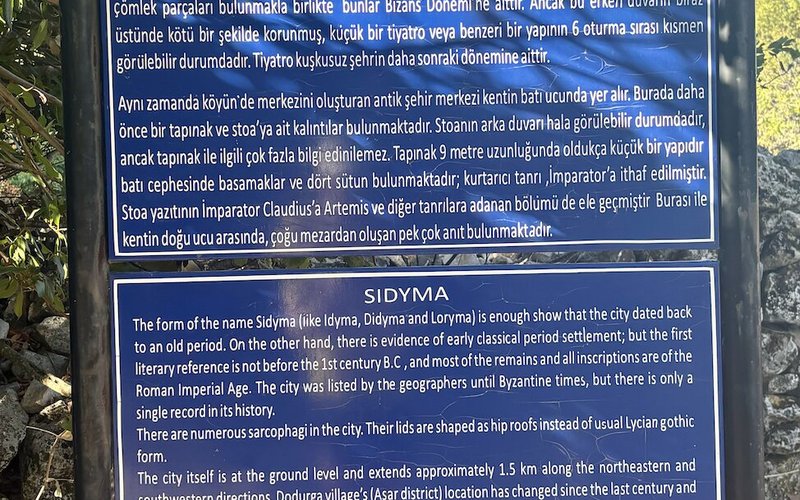 çömlek parçaları bulunmakla birlikte bunlar Bizans Dönemi'ne aittir. Ancak bu erken duvarın biraz
üstünde kötü bir şekilde korunmuş, küçük bir tiyatro veya benzeri bir yapının 6 oturma sırası kısmen
görülebilir durumdadır. Tiyatro kuşkusuz şehrin daha sonraki dönemine aittir.
Aynı zamanda köyün'de merkezini oluşturan antik şehir merkezi kentin batı ucunda yer alır. Burada daha
önce bir tapınak ve stoa'ya ait kalıntılar bulunmaktadır. Stoanın arka duvarı hala görülebilir durumdadır,
ancak tapınak ile ilgili çok fazla bilgi edinilemez. Tapınak 9 metre uzunluğunda oldukça küçük bir yapıdır
batı cephesinde basamaklar ve dört sütun bulunmaktadır; kurtarıcı tanrı ,İmparator'a ithaf edilmiştir.
Stoa yazıtının İmparator Claudius'a Artemis ve diğer tanrılara adanan bölümü de ele geçmiştir Burası ile
kentin doğu ucu arasında, çoğu mezardan oluşan pek çok anıt bulunmaktadır.
SIDYMA
The form of the name Sidyma (iike Idyma, Didyma and Loryma) is enough show that the city dated back
to an old period. On the other hand, there is evidence of early classical period settlement; but the first
literary reference is not before the 1st century B.C , and most of the remains and all inscriptions are of the
Roman Imperial Age. The city was listed by the geographers until Byzantine times, but there is only a
single record in its history.
There are numerous sarcophagi in the city. Their lids are shaped as hip roofs instead of usual Lycian gothic
form.
The city itself is at the ground level and extends approximately 1.5 km along the northeastern and
southwestern directions. Dodurga village's (Asar district) location has changed since the last century and